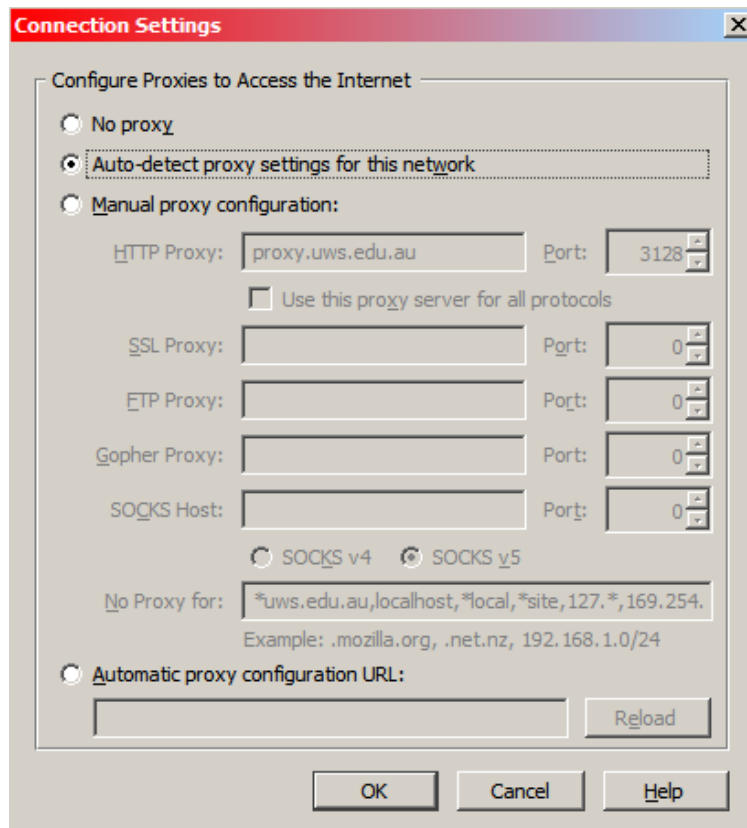 Connection Settings
Configure Proxies to Access the Internet
No proxy
Auto-detect proxy settings for this network
Manual proxy configuration:
HTTP Proxy: proxy.uws.edu.au Port: 3128
Use this proxy server for all protocols
SSL Proxy: Port: 0
FTP Proxy: Port: 0
Gopher Proxy: Port: 0
SOCKS Host: Port: 0
SOCKS v4 SOCKS v5
No Proxy for: *uws.edu.au,localhost,*local,*site,127.*,169.254.
Example: .mozilla.org, .net.nz, 192.168.1.0/24
Automatic proxy configuration URL:
Reload
OK Cancel Help